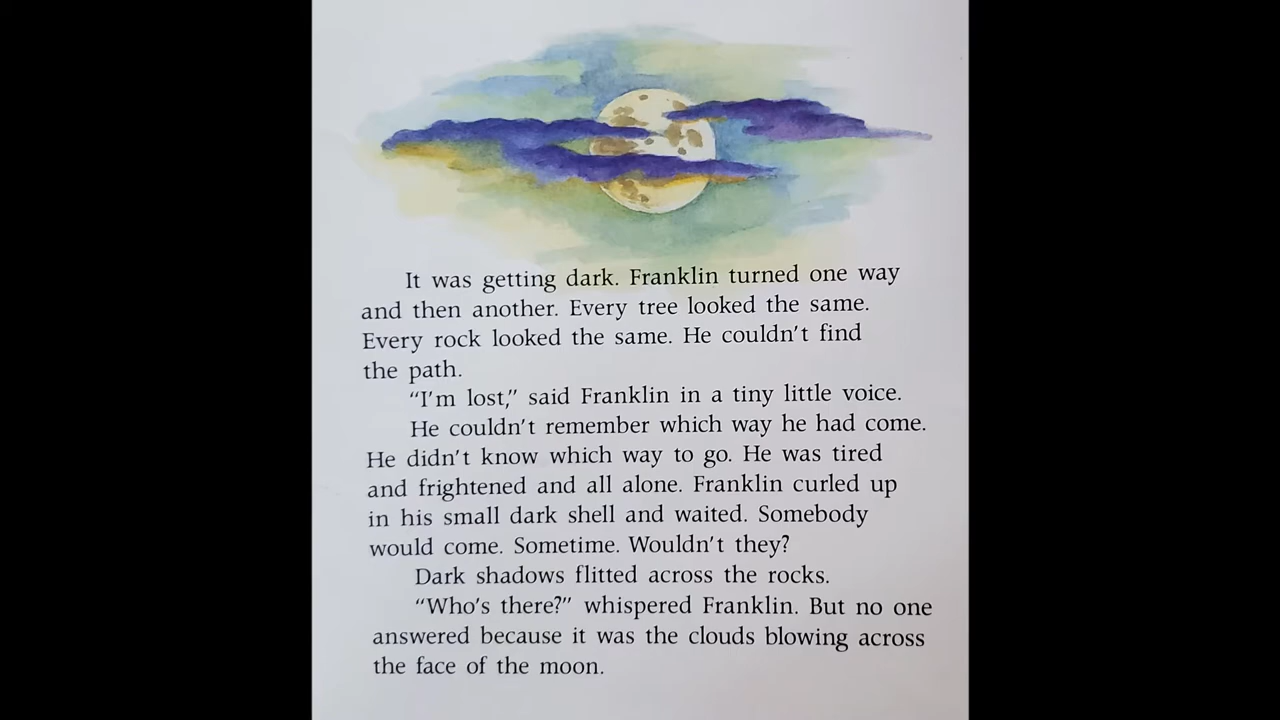 It was getting dark. Franklin turned one way
and then another. Every tree looked the same.
Every rock looked the same. He couldn't find
the path.
“I'm lost,” said Franklin in a tiny little voice.
He couldn't remember which way he had come.
He didn't know which way to go. He was tired
and frightened and all alone. Franklin curled up
in his small dark shell and waited. Somebody
would come. Sometime. Wouldn't they?
Dark shadows flitted across the rocks.
“Who's there?” whispered Franklin. But no one
answered because it was the clouds blowing across
the face of the moon.